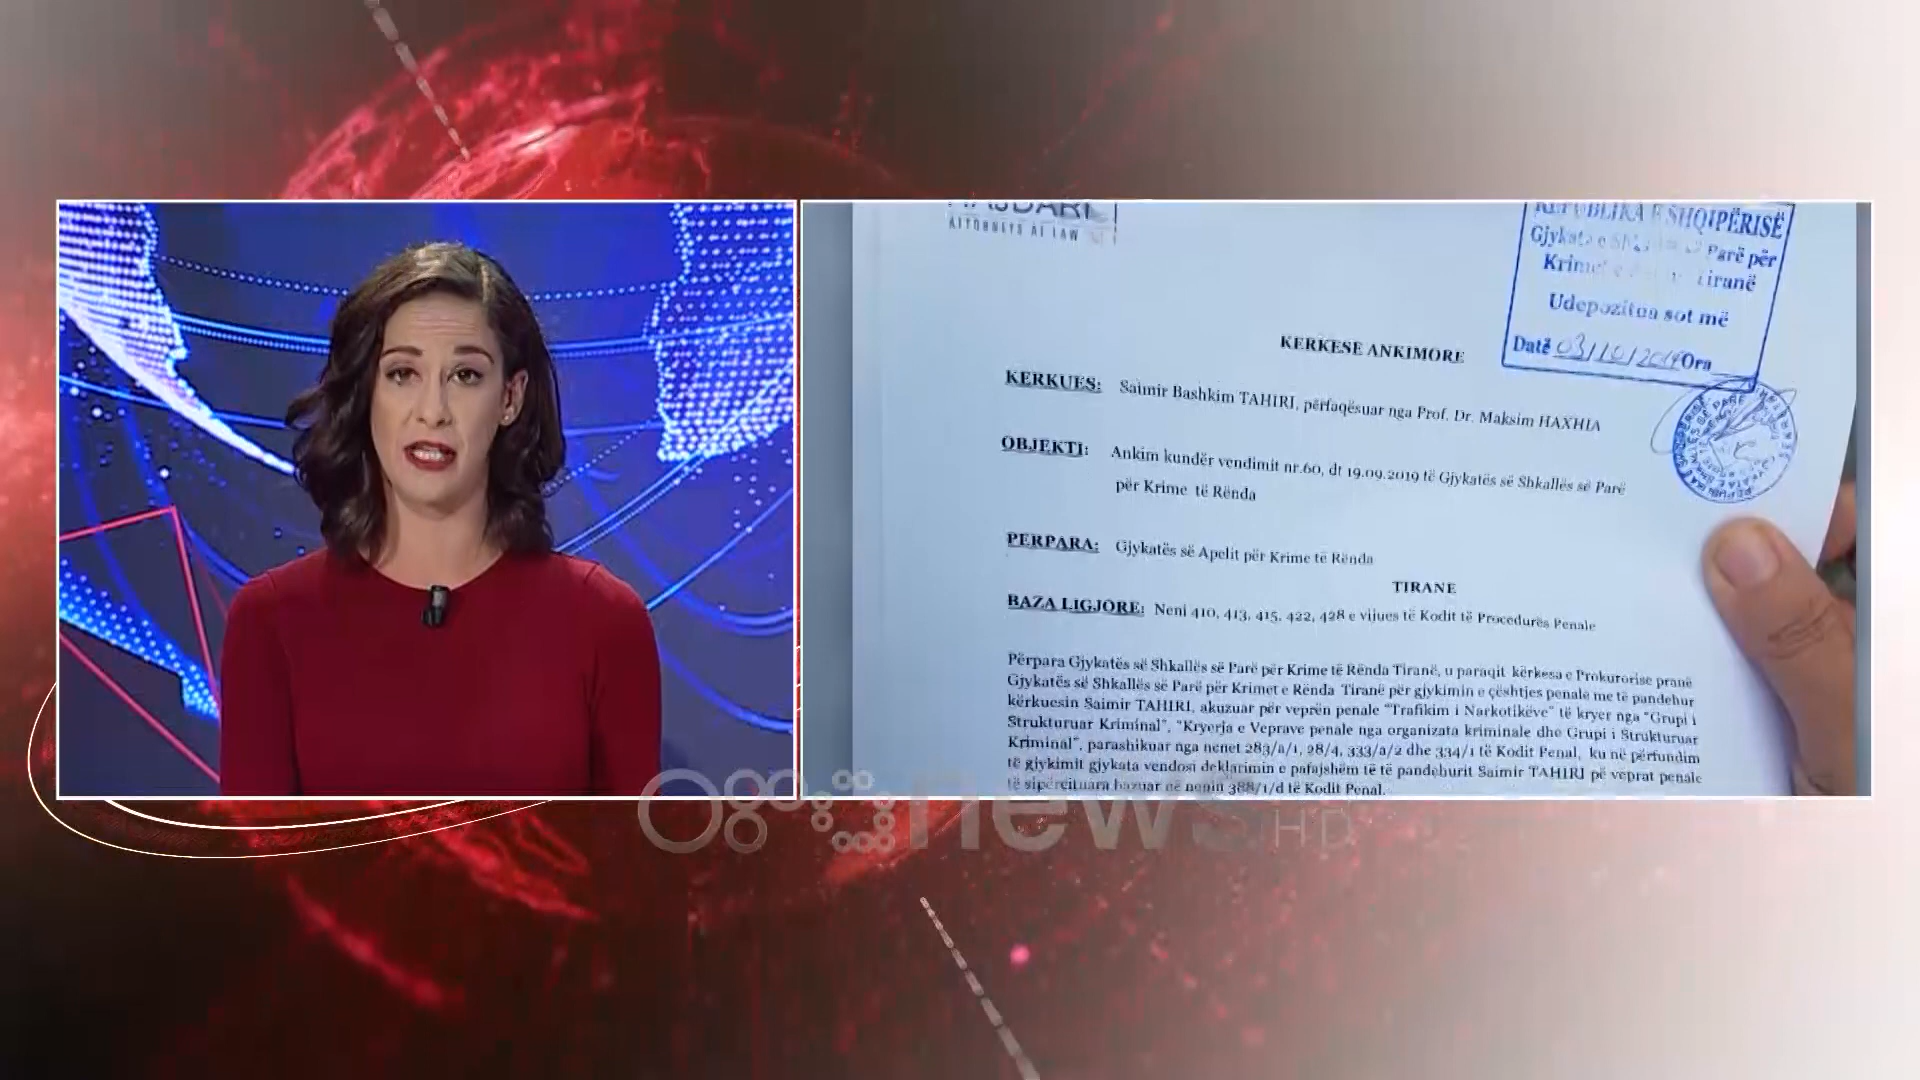 HAJDARI
ATTORNEYS AT LAW
REPUBLIKA E SHQIPËRISË
Gjykata e Parë për
Krimet e Tiranë
U depozitua sot më
Datë 03/10/2019 Ora
KERKESE ANKIMORE
KERKUES: Saimir Bashkim TAHIRI, përfaqësuar nga Prof. Dr. Maksim HAXHIA
OBJEKTI: Ankim kundër vendimit nr.60, dt 19.09.2019 të Gjykatës së Shkallës së Parë
për Krime të Rënda
PERPARA: Gjykatës së Apelit për Krime të Rënda
TIRANE
BAZA LIGJORE: Neni 410, 413, 415, 422, 428 e vijues të Kodit të Procedurës Penale
Përpara Gjykatës së Shkallës së Parë për Krime të Rënda Tiranë, u paraqit kërkesa e Prokurorise pranë
Gjykatës së Shkallës së Parë për Krimet e Rënda Tiranë për gjykimin e çështjes penale me të pandehur
kërkuesin Saimir TAHIRI, akuzuar për veprën penale "Trafikim i Narkotikëve" të kryer nga "Grupi i
Strukturuar Kriminal", "Kryerja e Veprave penale nga organizata kriminale dhe Grupi i Strukturuar
Kriminal", parashikuar nga nenet 283/a/1, 28/4, 333/a/2 dhe 334/1 të Kodit Penal, ku në përfundim
të gjykimit gjykata vendosi deklarimin e pafajshëm të të pandehurit Saimir TAHIRI pë veprat penale
të sipërcituara bazuar në nenin 388/1/d të Kodit Penal.
news HD